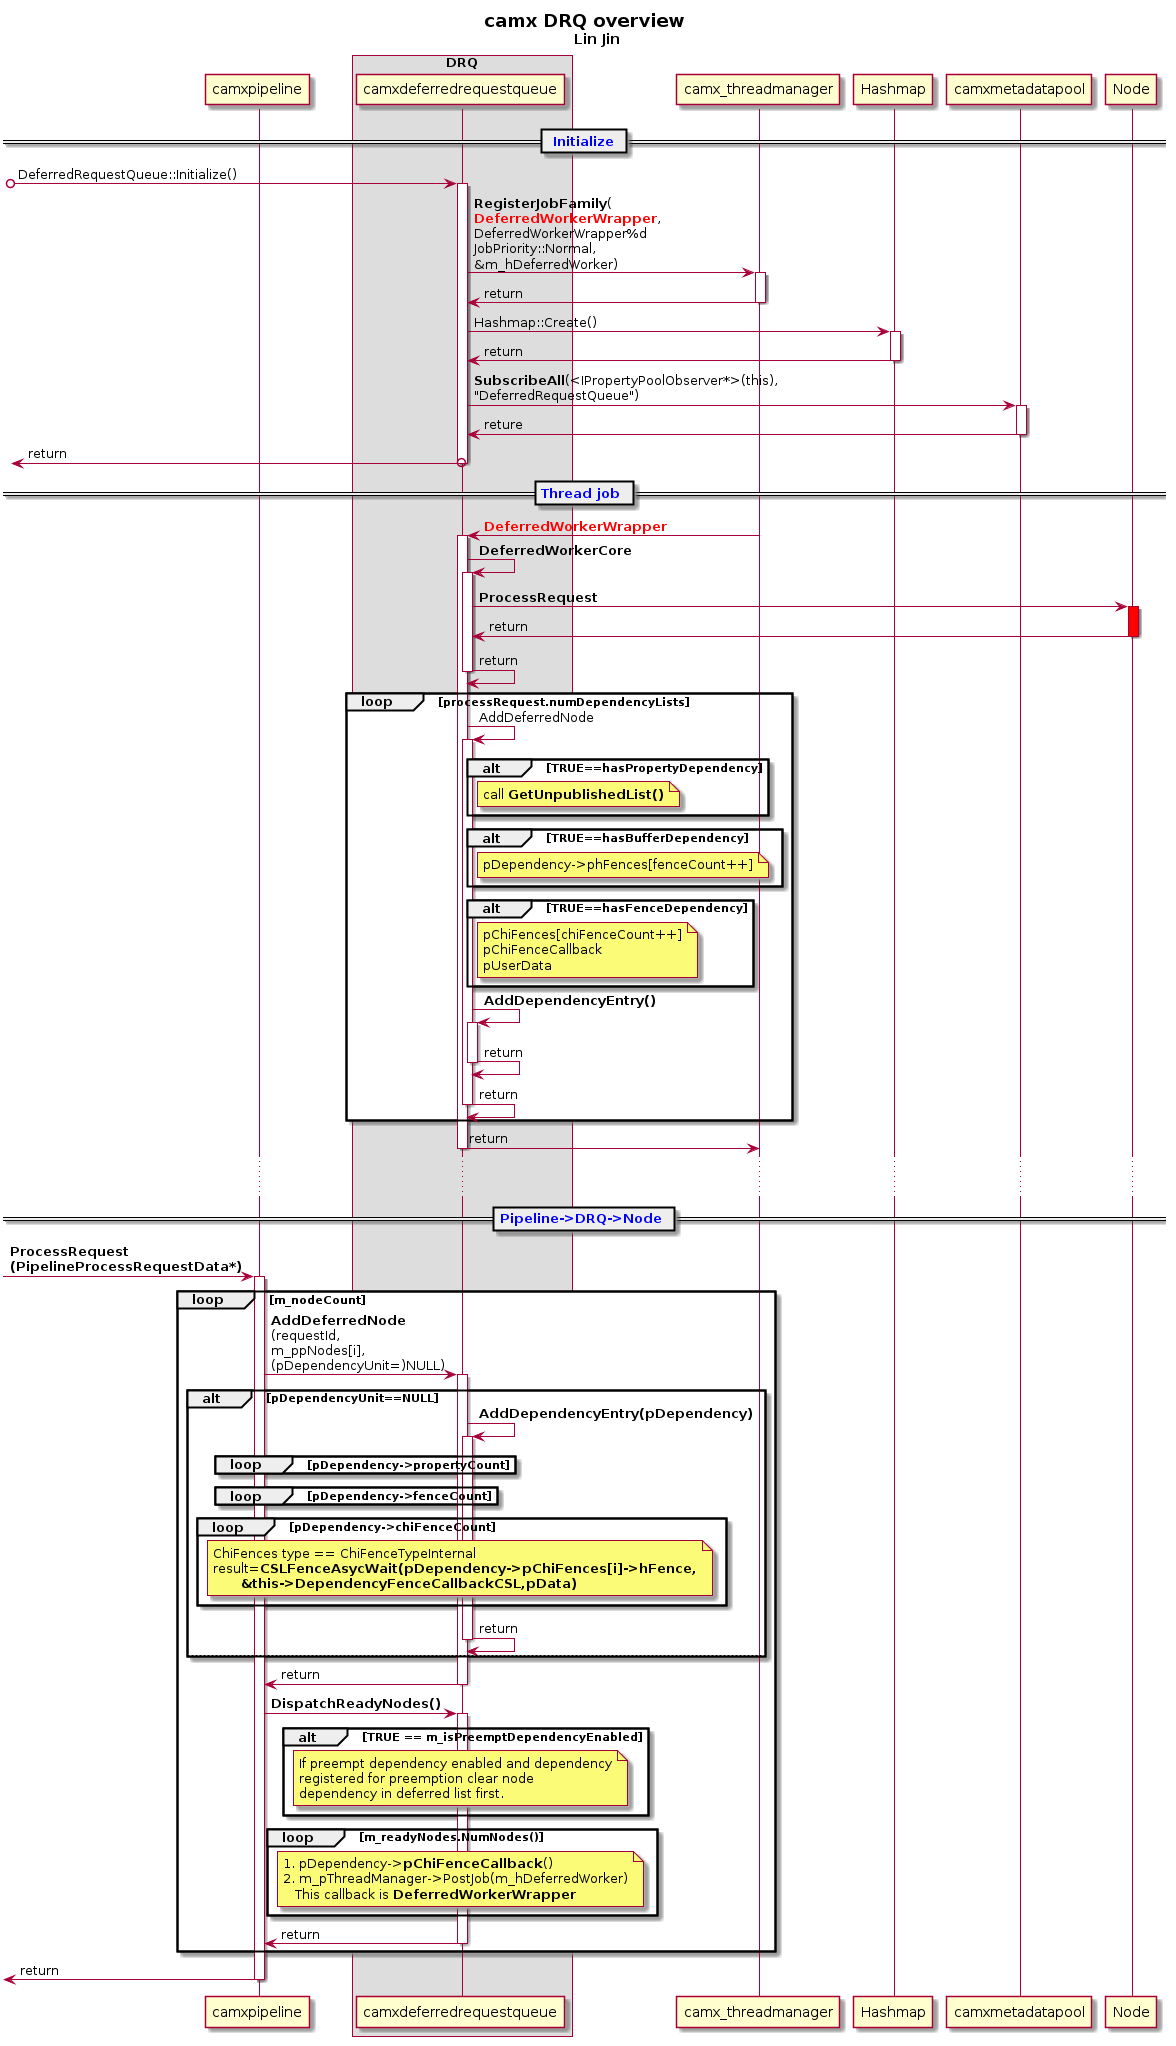 camx DRQ overview
Lin Jin
DRQ
camxpipeline
camxdeferredrequestqueue
camx_threadmanager
Hashmap
camxmetadatapool
Node
Initialize
DeferredRequestQueue::Initialize()
RegisterJobFamily(
DeferredWorkerWrapper,
DeferredWorkerWrapper%d
JobPriority::Normal,
&m_hDeferredWorker)
return
Hashmap::Create()
return
SubscribeAll(<IPropertyPoolObserver*>(this),
"DeferredRequestQueue")
reture
return
Thread job
DeferredWorkerWrapper
DeferredWorkerCore
ProcessRequest
return
return
loop [processRequest.numDependencyLists]
AddDeferredNode
alt [TRUE==hasPropertyDependency]
call GetUnpublishedList()
alt [TRUE==hasBufferDependency]
pDependency->phFences[fenceCount++]
alt [TRUE==hasFenceDependency]
pChiFences[chiFenceCount++]
pChiFenceCallback
pUserData
AddDependencyEntry()
return
return
return
Pipeline->DRQ->Node
ProcessRequest
(PipelineProcessRequestData*)
loop [m_nodeCount]
AddDeferredNode
(requestId,
m_ppNodes[i],
(pDependencyUnit=)NULL)
alt [pDependencyUnit==NULL]
AddDependencyEntry(pDependency)
loop [pDependency->propertyCount]
loop [pDependency->fenceCount]
loop [pDependency->chiFenceCount]
ChiFences type == ChiFenceTypeInternal
result=CSLFenceAsycWait(pDependency->pChiFences[i]->hFence,
&this->DependencyFenceCallbackCSL,pData)
return
return
DispatchReadyNodes()
alt [TRUE == m_isPreemptDependencyEnabled]
If preempt dependency enabled and dependency
registered for preemption clear node
dependency in deferred list first.
loop [m_readyNodes.NumNodes()]
1. pDependency->pChiFenceCallback()
2. m_pThreadManager->PostJob(m_hDeferredWorker)
This callback is DeferredWorkerWrapper
return
return
camxpipeline
camxdeferredrequestqueue
camx_threadmanager
Hashmap
camxmetadatapool
Node